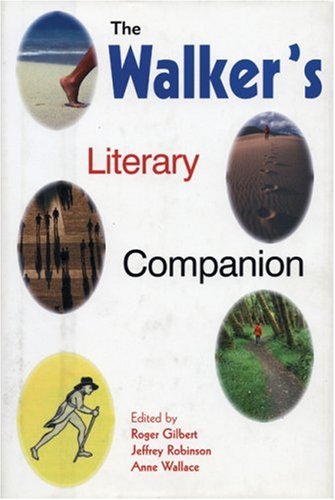 The
Walker's
Literary
Companion
Edited by
Roger Gilbert
Jeffrey Robinson
Anne Wallace